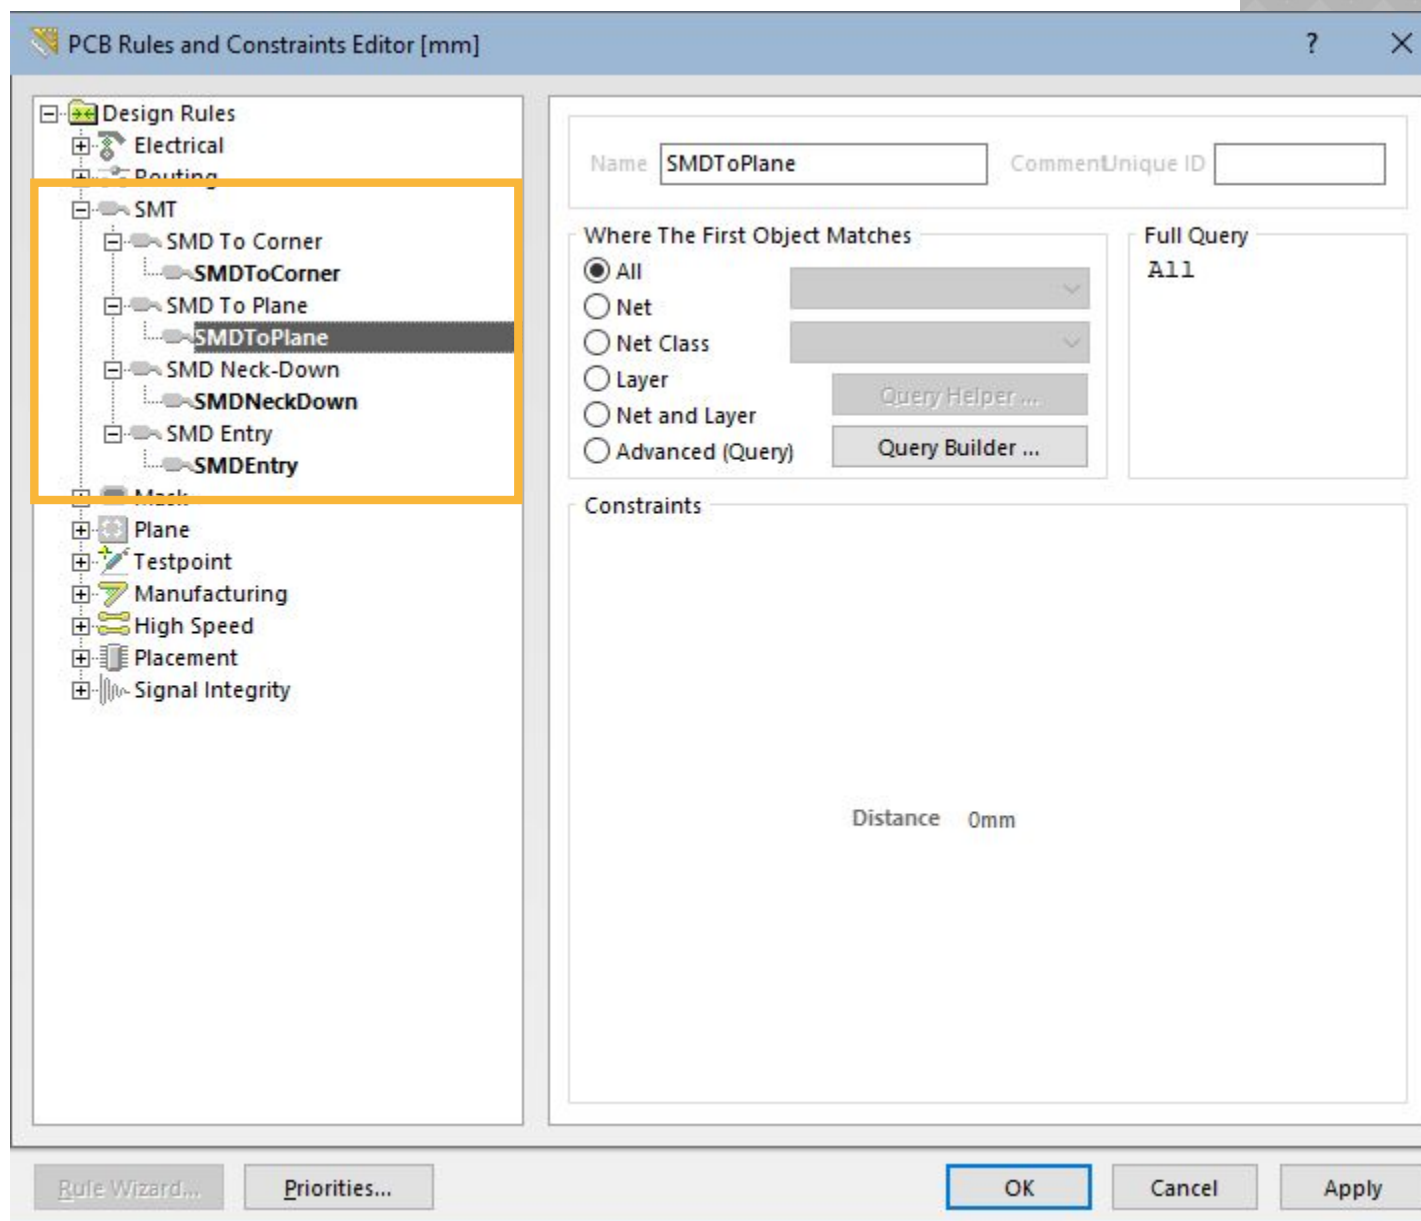 PCB Rules and Constraints Editor [mm]
?
Design Rules
Electrical
Routing
SMT
SMD To Corner
SMDToCorner
SMD To Plane
SMDToPlane
SMD Neck-Down
SMDNeckDown
SMD Entry
SMDEntry
Mask
Plane
Testpoint
Manufacturing
High Speed
Placement
Signal Integrity
Name SMDToPlane Comment Unique ID
Where The First Object Matches
All
Net
Net Class
Layer
Net and Layer
Advanced (Query)
Query Helper ...
Query Builder ...
Full Query
All
Constraints
Distance 0mm
Rule Wizard... Priorities... OK Cancel Apply